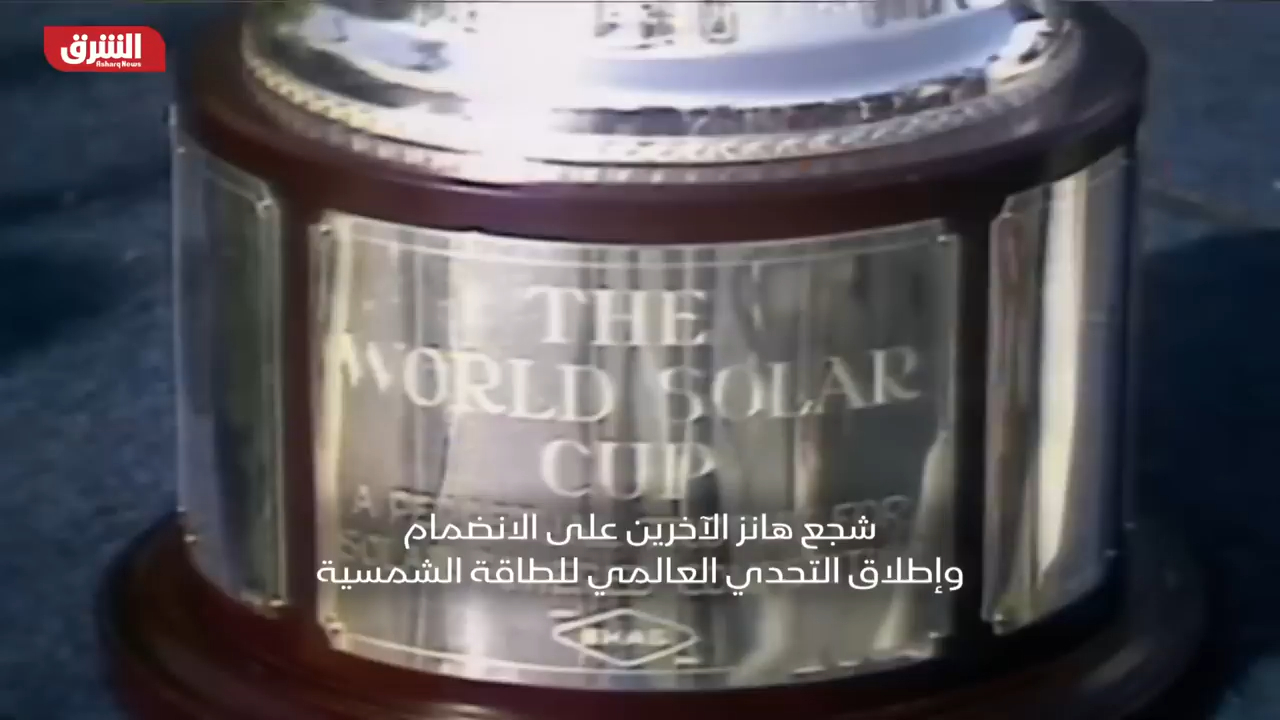 الشرق
Asharq News
THE
WORLD SOLAR
CUP
شجع هانز الآخرين على الانضمام
وإطلاق التحدي العالمي للطاقة الشمسية